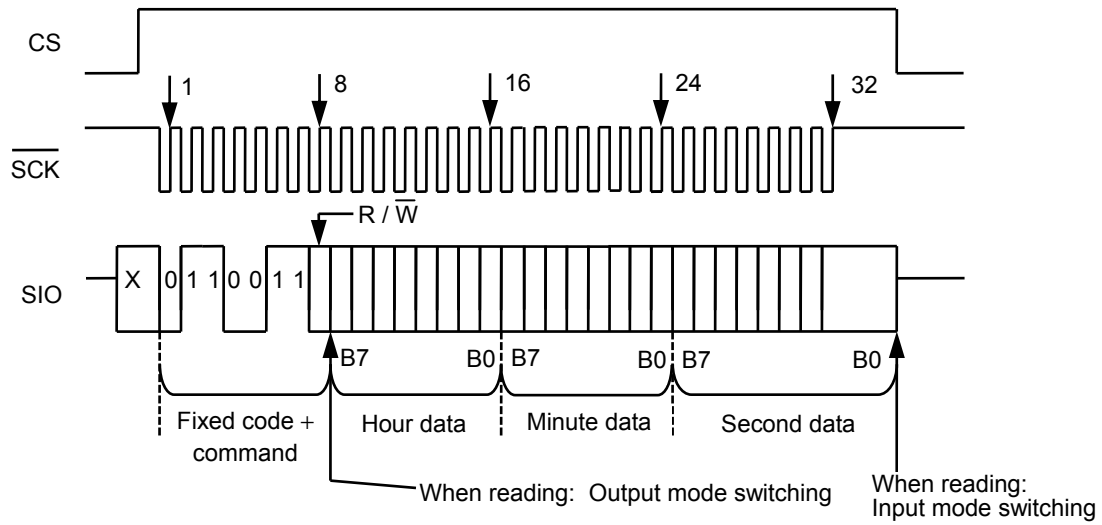 CS
1 8 16 24 32
SCK
R / W
SIO X 0 1 1 0 0 1 1
B7 B0 B7 B0 B7 B0
Fixed code +
command
Hour data Minute data Second data
When reading: Output mode switching
When reading:
Input mode switching